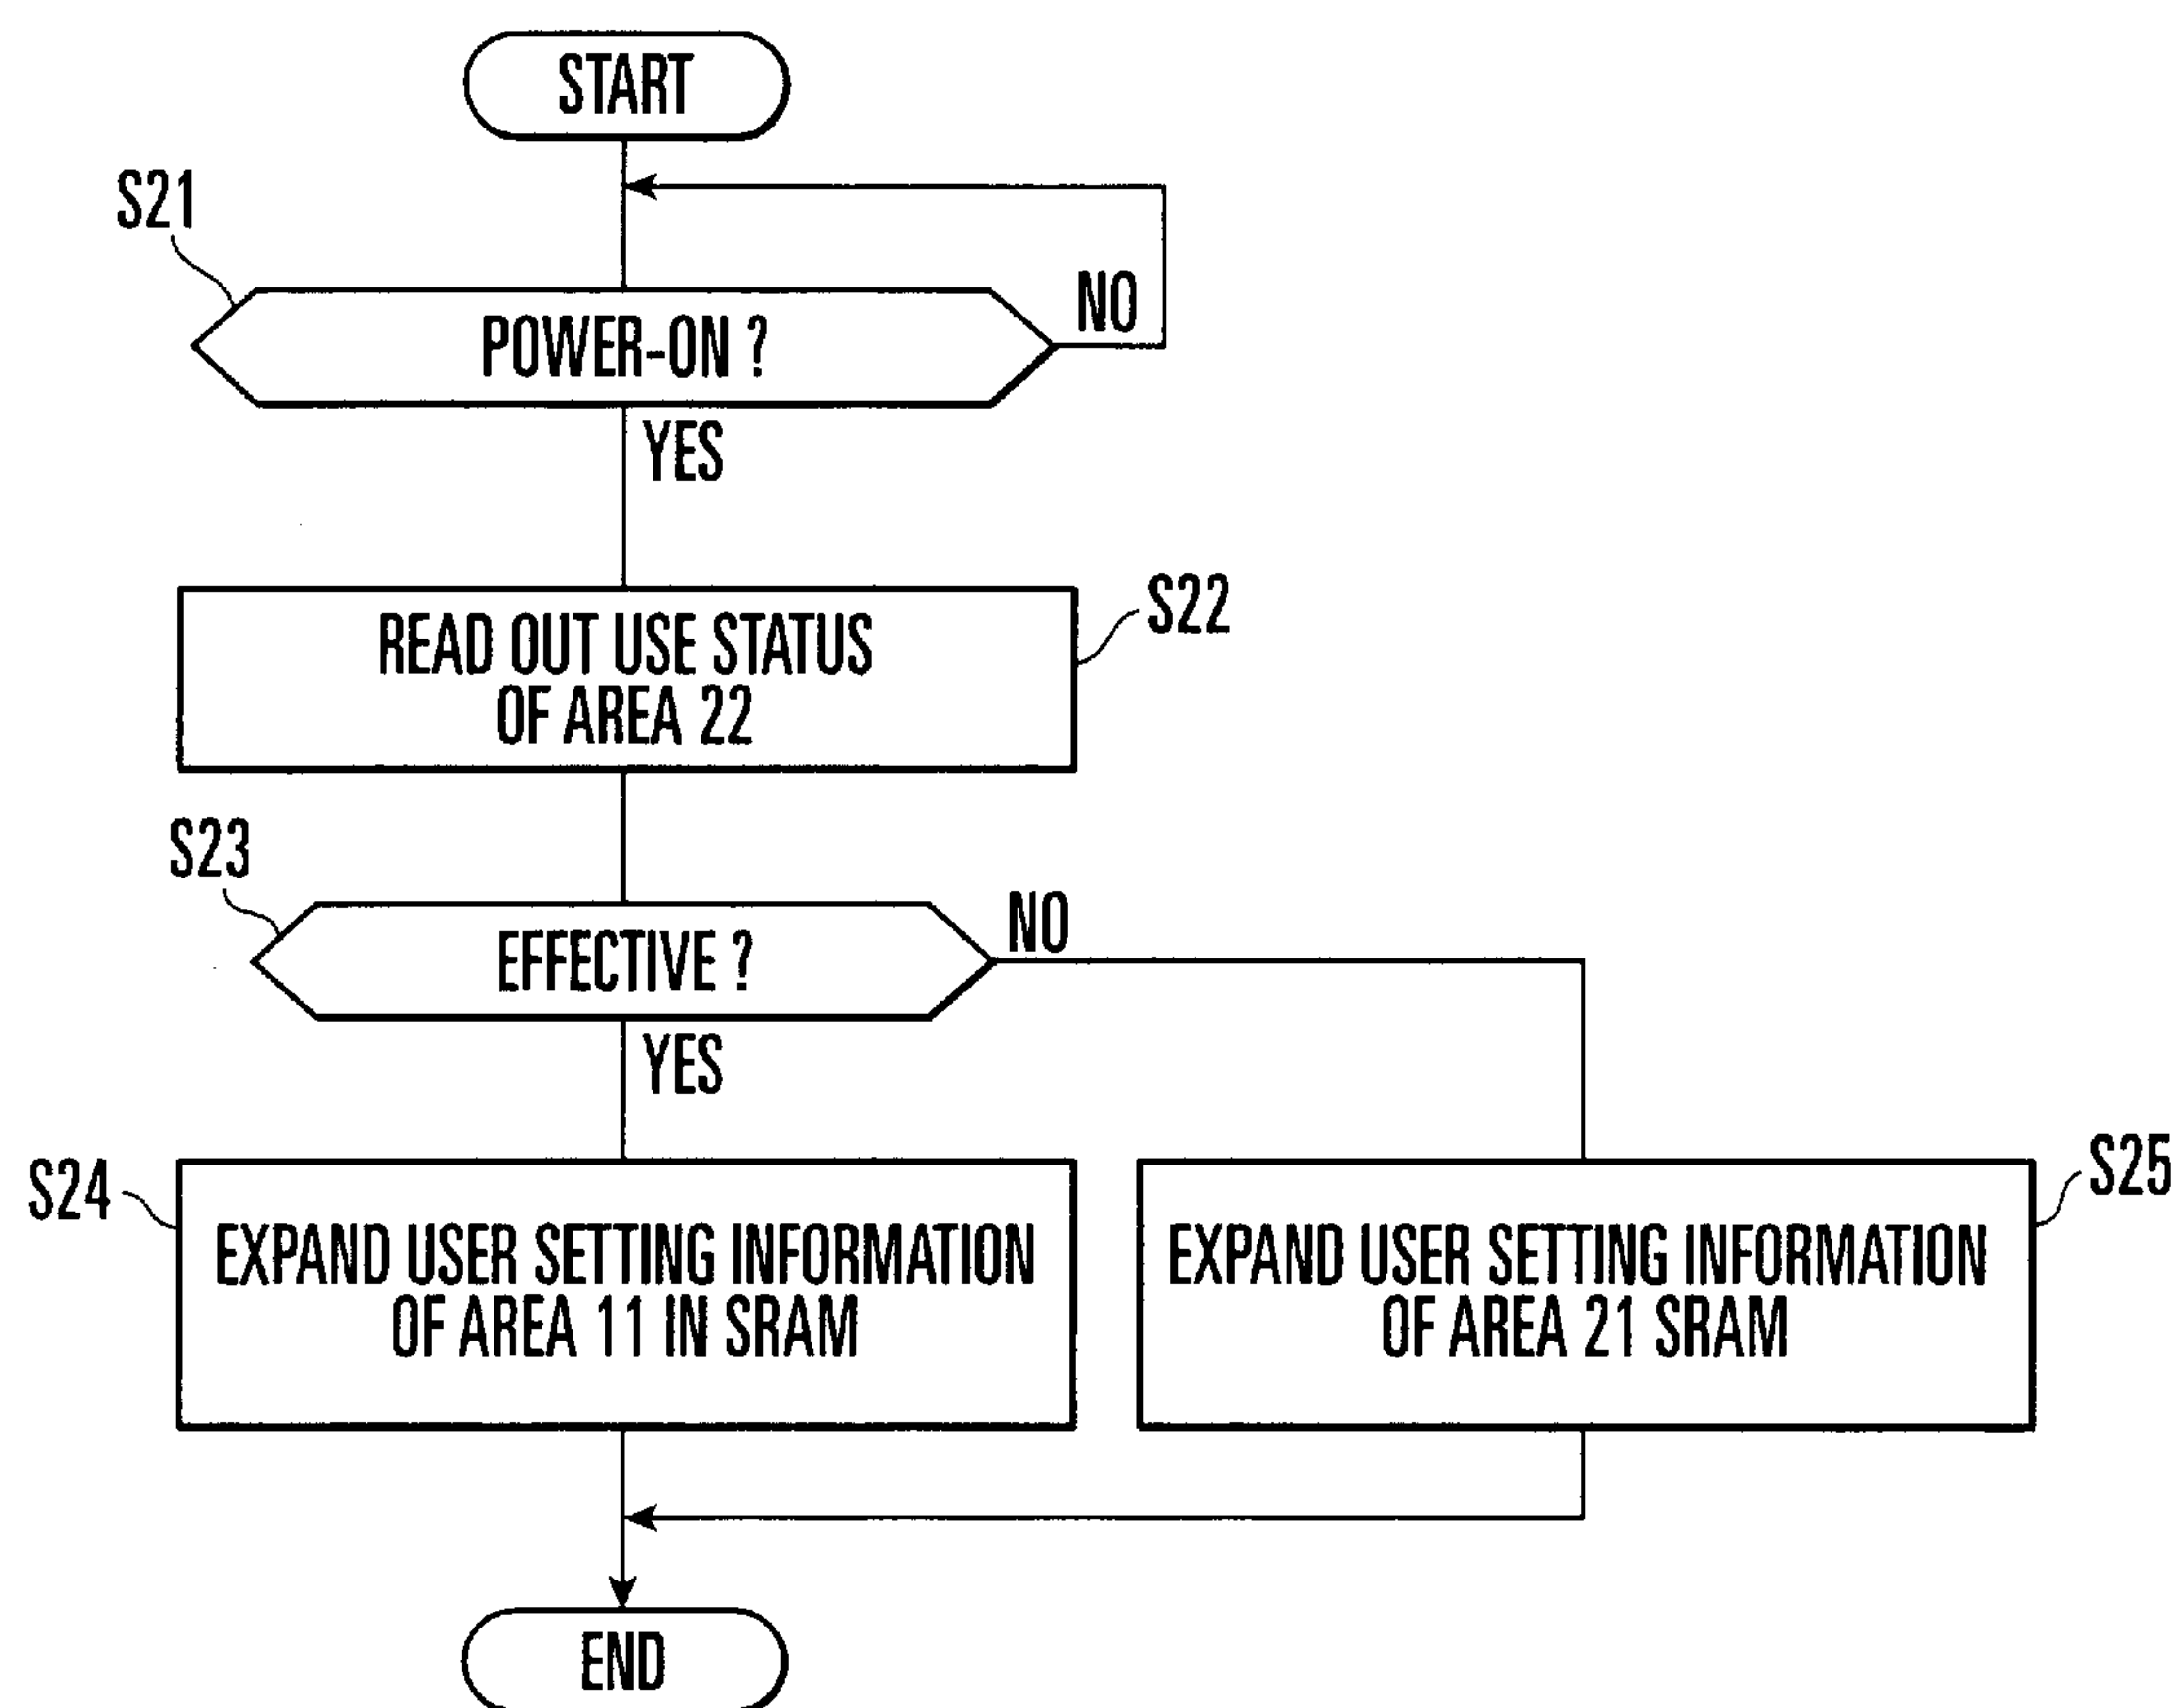 START
S21
NO
POWER-ON ?
YES
READ OUT USE STATUS
OF AREA 22
S22
S23
NO
EFFECTIVE ?
YES
S24
EXPAND USER SETTING INFORMATION
OF AREA 11 IN SRAM
S25
EXPAND USER SETTING INFORMATION
OF AREA 21 SRAM
END